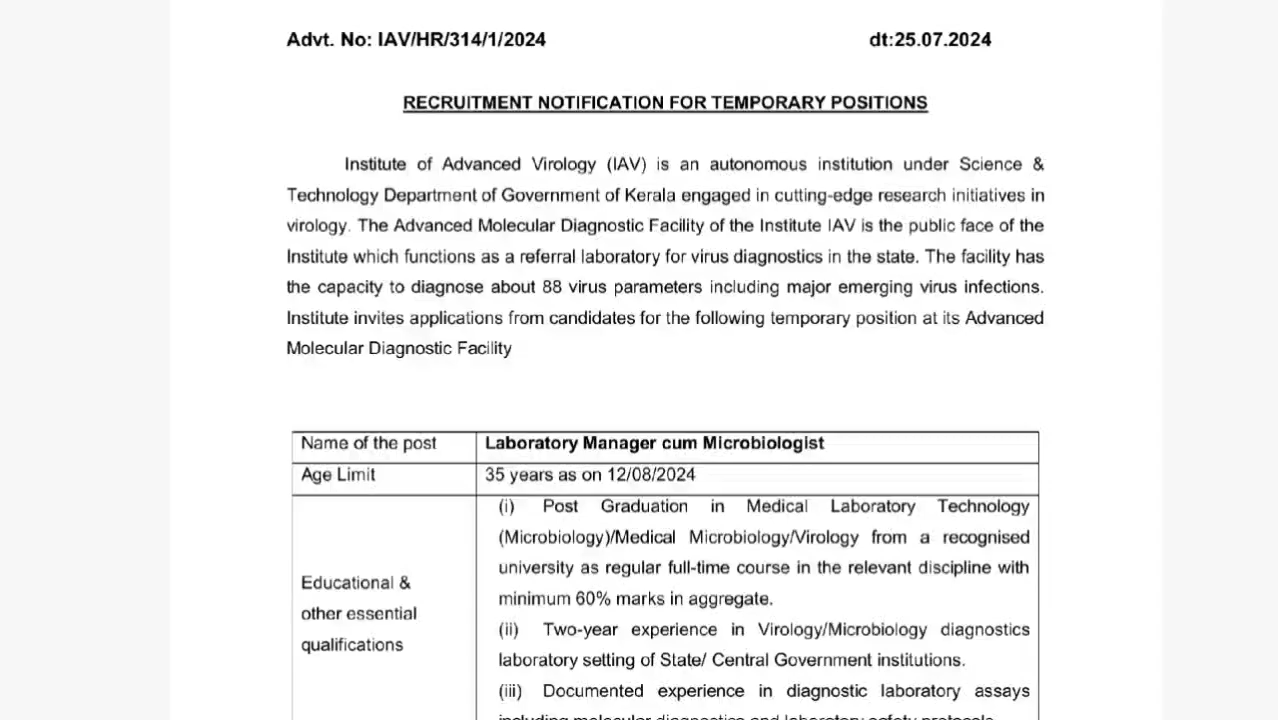 Advt. No: IAV/HR/314/1/2024 dt:25.07.2024
RECRUITMENT NOTIFICATION FOR TEMPORARY POSITIONS
Institute of Advanced Virology (IAV) is an autonomous institution under Science &
Technology Department of Government of Kerala engaged in cutting-edge research initiatives in
virology. The Advanced Molecular Diagnostic Facility of the Institute IAV is the public face of the
Institute which functions as a referral laboratory for virus diagnostics in the state. The facility has
the capacity to diagnose about 88 virus parameters including major emerging virus infections.
Institute invites applications from candidates for the following temporary position at its Advanced
Molecular Diagnostic Facility
Name of the post Laboratory Manager cum Microbiologist
Age Limit 35 years as on 12/08/2024
Educational &
other essential
qualifications
(i) Post Graduation in Medical Laboratory Technology
(Microbiology)/Medical Microbiology/Virology from a recognised
university as regular full-time course in the relevant discipline with
minimum 60% marks in aggregate.
(ii) Two-year experience in Virology/Microbiology diagnostics
laboratory setting of State/ Central Government institutions.
(iii) Documented experience in diagnostic laboratory assays
including molecular diagnostics and laboratory safety protocols